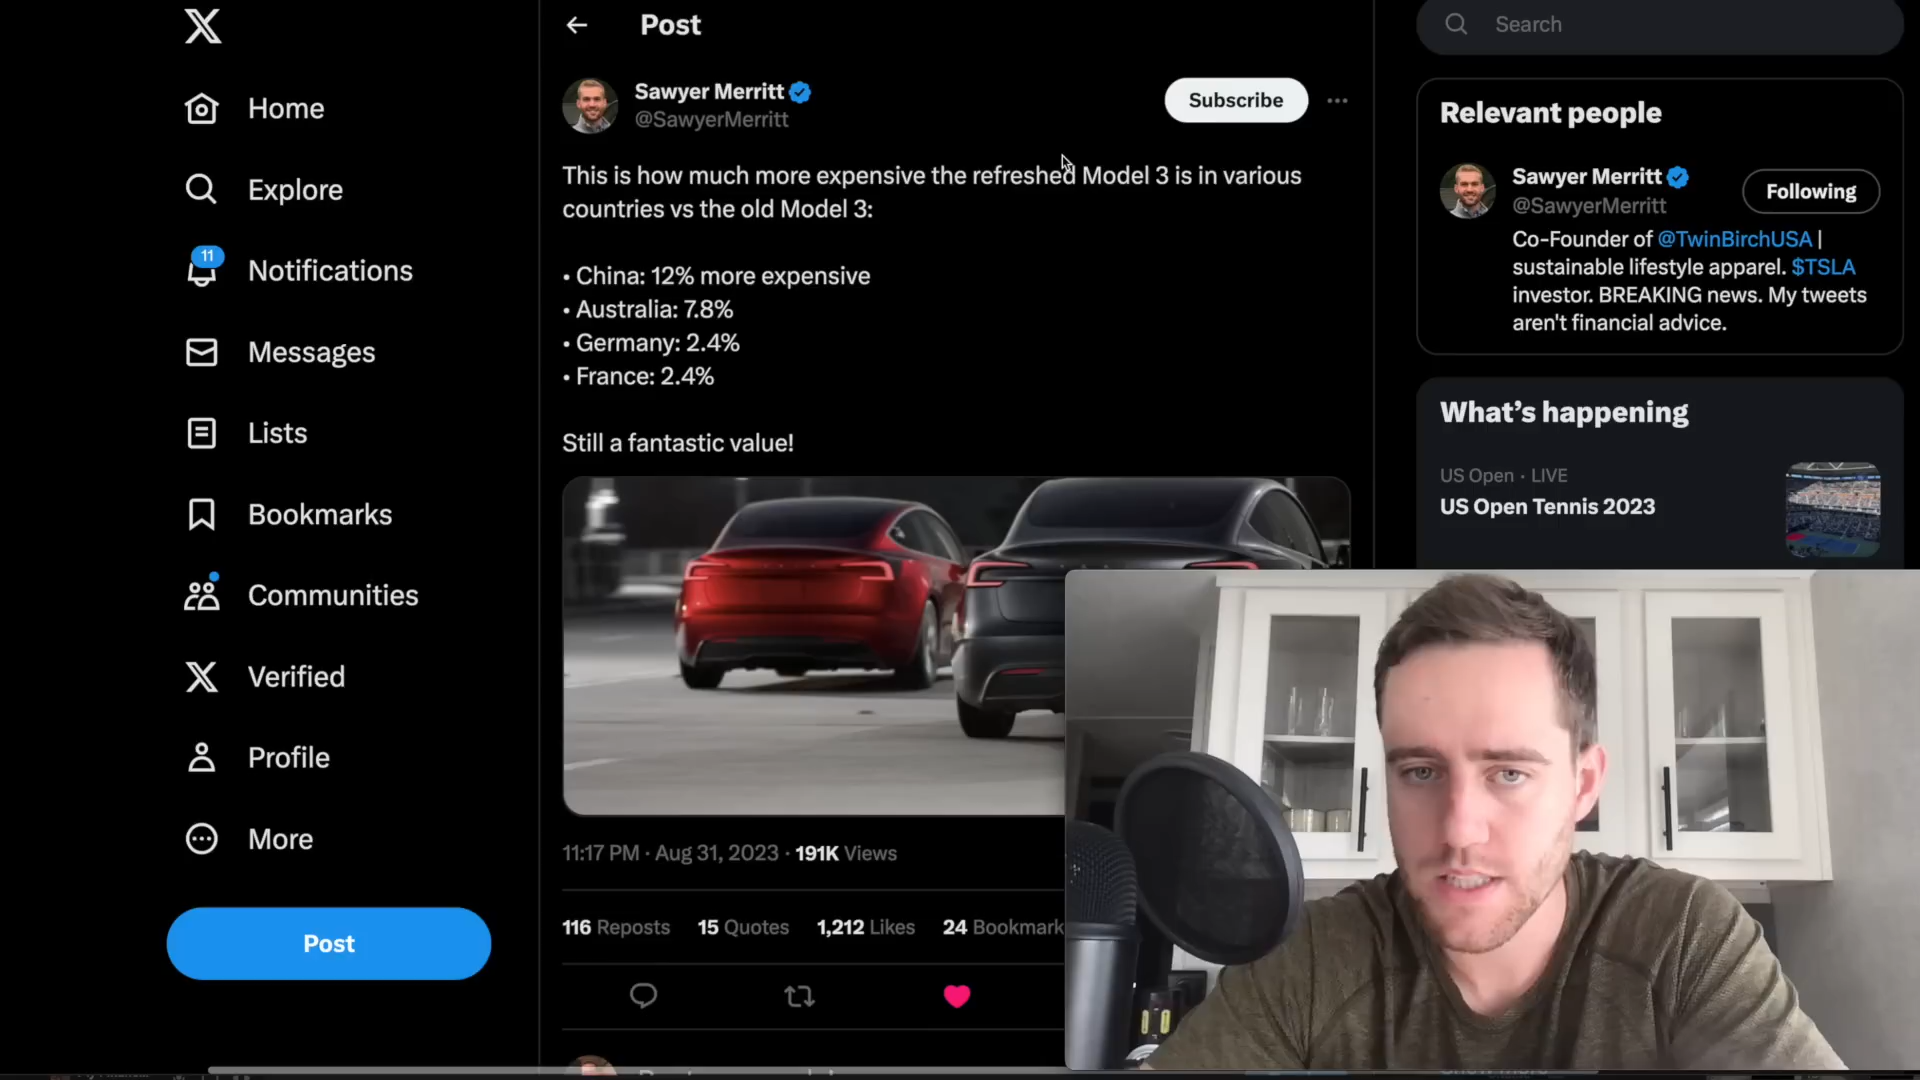 Home
Explore
11
Notifications
Messages
Lists
Bookmarks
Communities
Verified
Profile
More
Post
Post
Sawyer Merritt
@SawyerMerritt
Subscribe
This is how much more expensive the refreshed Model 3 is in various
countries vs the old Model 3:
• China: 12% more expensive
• Australia: 7.8%
• Germany: 2.4%
• France: 2.4%
Still a fantastic value!
11:17 PM · Aug 31, 2023 · 191K Views
116 Reposts 15 Quotes 1,212 Likes 24 Bookmark
Search
Relevant people
Sawyer Merritt
@SawyerMerritt
Following
Co-Founder of @TwinBirchUSA |
sustainable lifestyle apparel. $TSLA
investor. BREAKING news. My tweets
aren't financial advice.
What's happening
US Open · LIVE
US Open Tennis 2023